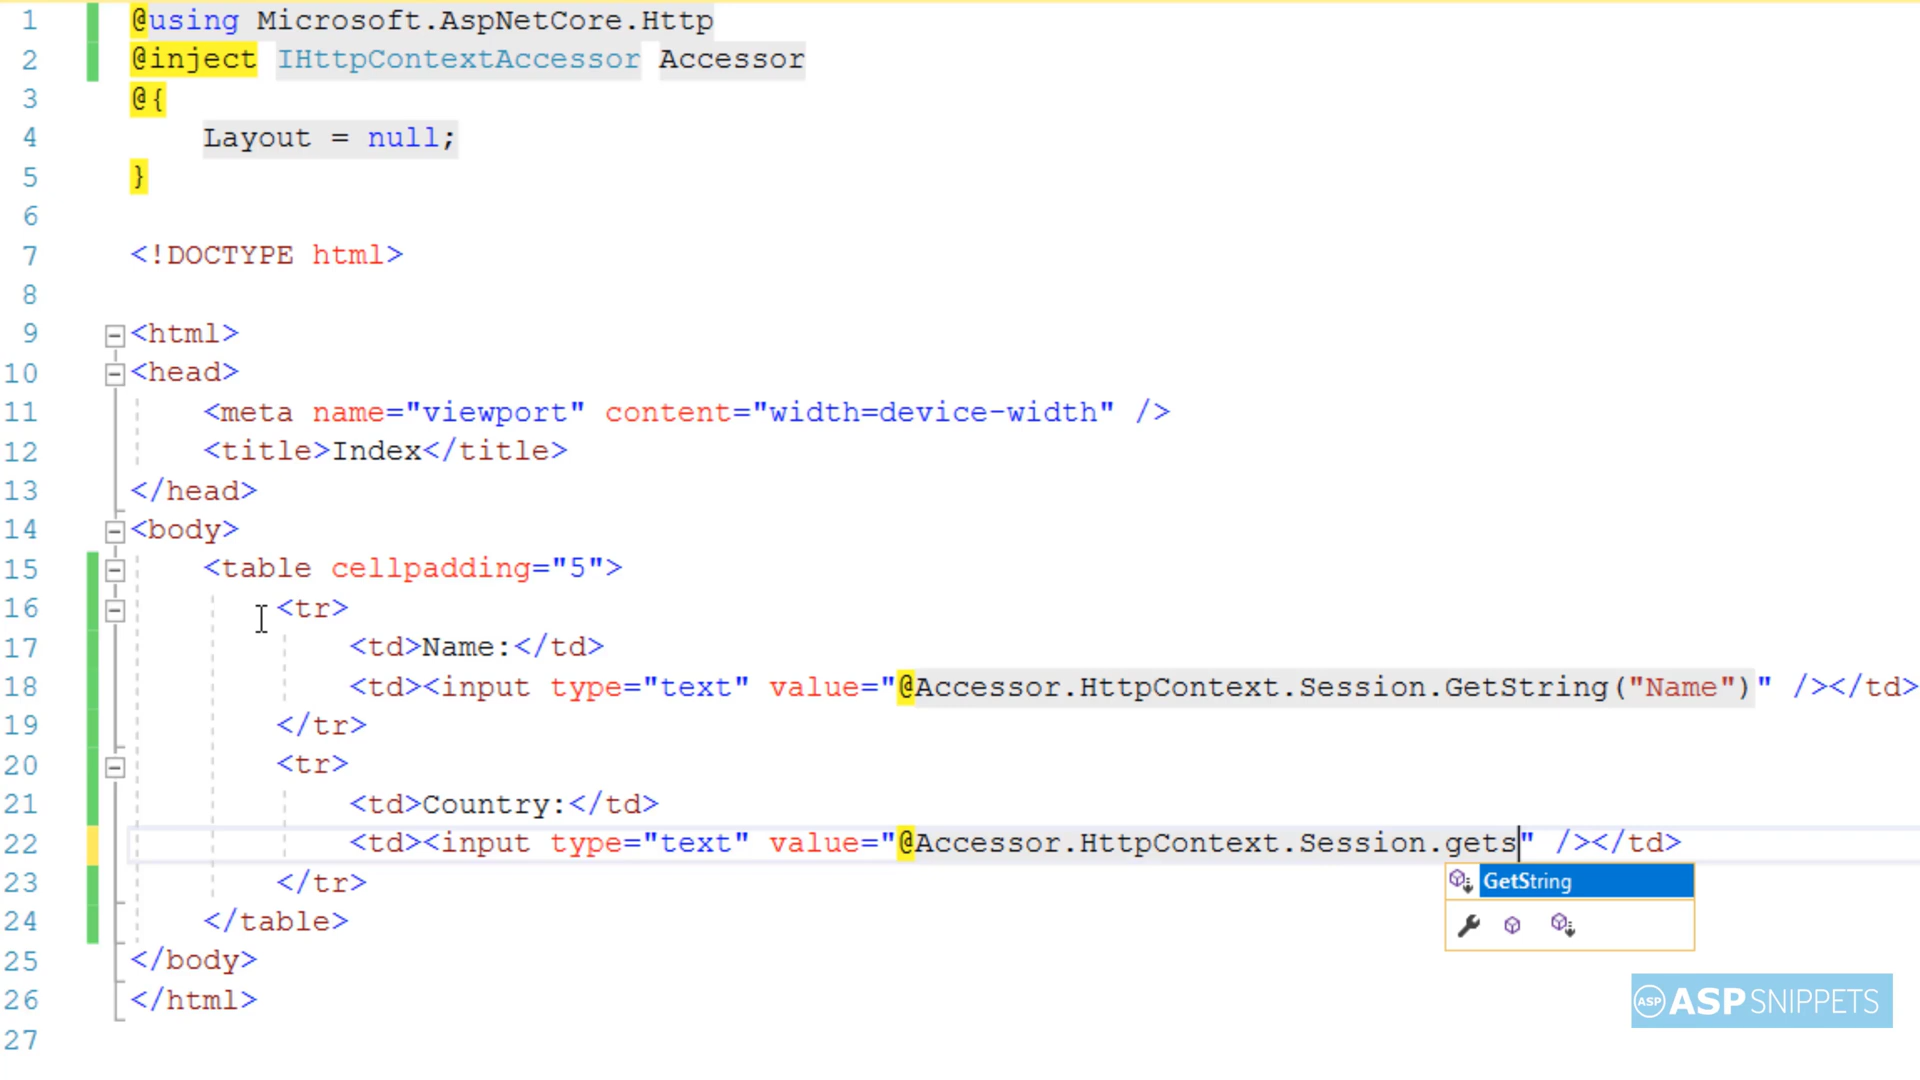 1 @using Microsoft.AspNetCore.Http
2 @inject IHttpContextAccessor Accessor
3 @{
4 Layout = null;
5 }
6
7 <!DOCTYPE html>
8
9 <html>
10 <head>
11 <meta name="viewport" content="width=device-width" />
12 <title>Index</title>
13 </head>
14 <body>
15 <table cellpadding="5">
16 <tr>
17 <td>Name:</td>
18 <td><input type="text" value="@Accessor.HttpContext.Session.GetString("Name")" /></td>
19 </tr>
20 <tr>
21 <td>Country:</td>
22 <td><input type="text" value="@Accessor.HttpContext.Session.gets" /></td>
23 </tr>
GetString
24 </table>
25 </body>
26 </html>
ASP ASPSNIPPETS
27